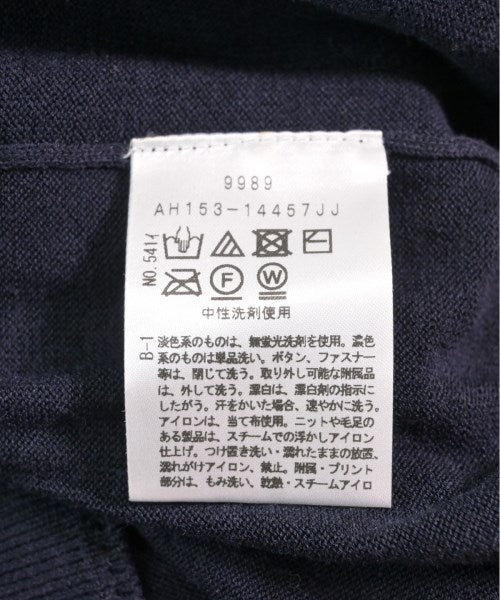 9989
AH153-14457JJ
NO.541イ
F W
中性洗剤使用
B-1
淡色系のものは、無蛍光洗剤を使用。濃色
系のものは単品洗い。ボタン、ファスナー
等は、閉じて洗う。取り外し可能な附属品
は、外して洗う。漂白は、漂白剤の指示に
したがう。汗をかいた場合、速やかに洗う。
アイロンは、当て布使用。ニットや毛足の
ある製品は、スチームでの浮かしアイロン
仕上げ。つけ置き洗い・濡れたままの放置、
濡れがけアイロン、禁止。附属・プリント
部分は、もみ洗い、乾燥・スチームアイロ